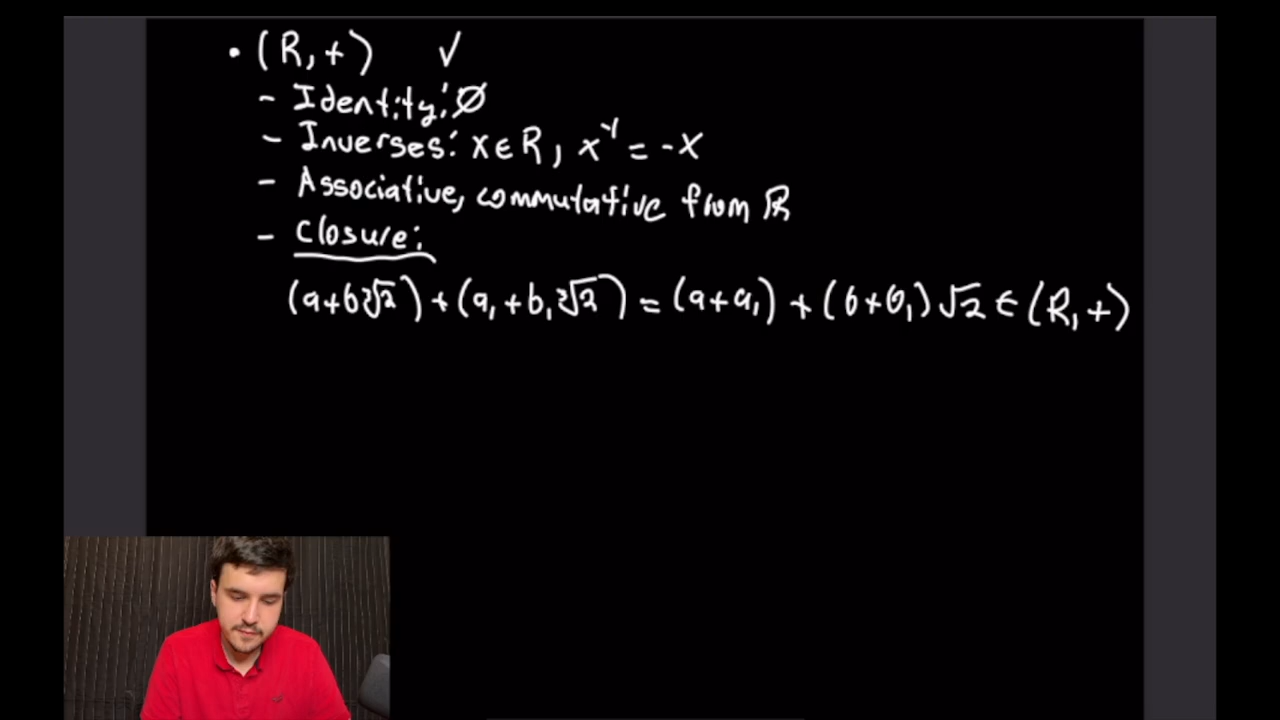 • (R, +) ✓
- Identity: 0
- Inverses: x ∈ R, x⁻¹ = -x
- Associative, commutative from ℝ
- Closure:
(a+b∛2) + (a₁+b₁∛2) = (a+a₁) + (b+b₁)√2 ∈ (R, +)